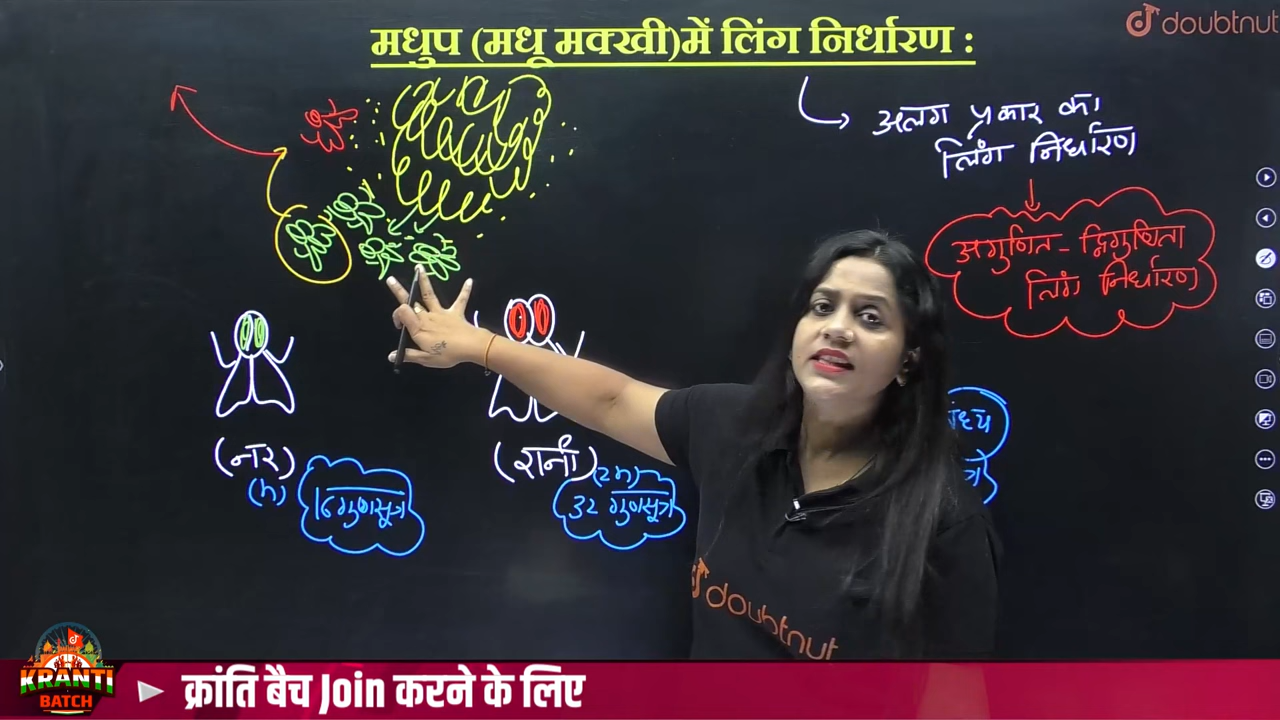 मधुप (मधू मक्खी)में लिंग निर्धारण :
doubtnut
अलग प्रकार का
लिंग निर्धारण
अगुणित - द्विगुणिता
लिंग निर्धारण
(नर)
(n)
16 गुणसूत्र
(रानी)
(2n)
32 गुणसूत्र
doubtnut
KRANTI
BATCH
क्रांति बैच Join करने के लिए